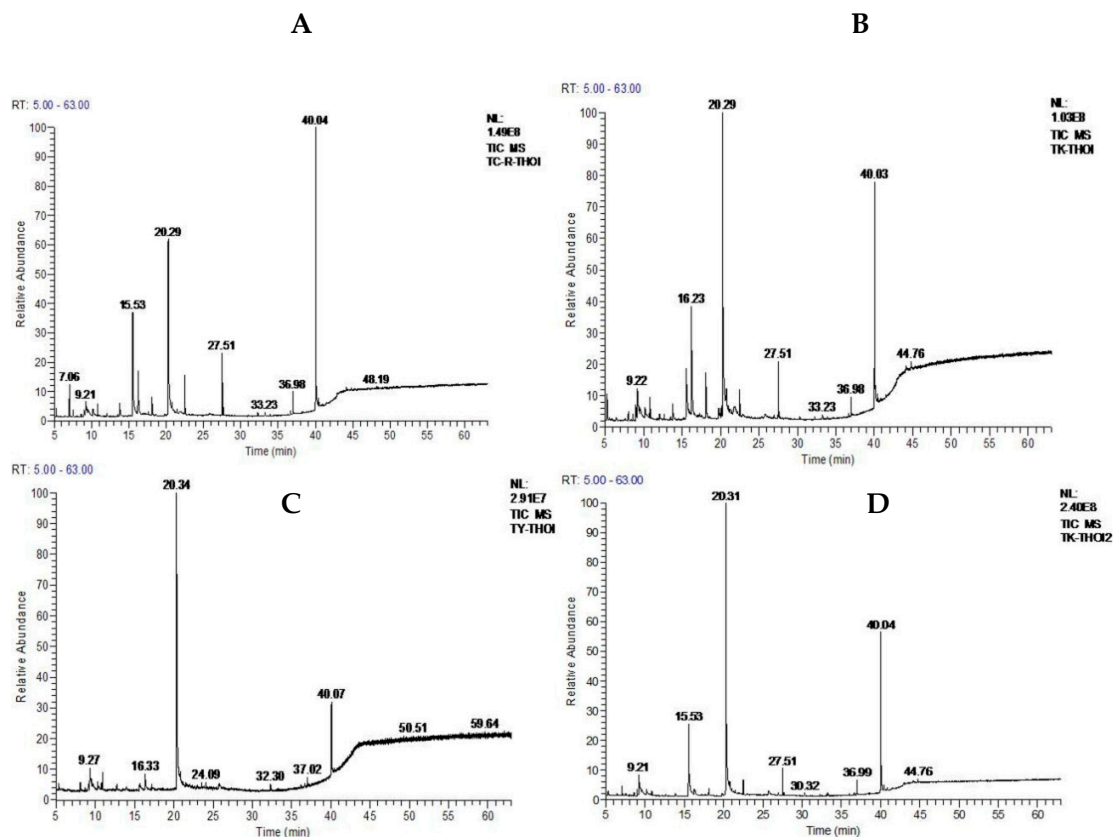 A
B
RT: 5.00 - 63.00
NL:
1.49E8
TIC MS
TC-R-THOI
40.04
20.29
15.53
27.51
7.06
9.21
33.23
36.98
48.19
Relative Abundance
100
90
80
70
60
50
40
30
20
10
0
5 10 15 20 25 30 35 40 45 50 55 60
Time (min)
RT: 5.00 - 63.00
NL:
1.03E8
TIC MS
TK-THOI
20.29
40.03
16.23
27.51
9.22
33.23
36.98
44.76
Relative Abundance
100
90
80
70
60
50
40
30
20
10
0
5 10 15 20 25 30 35 40 45 50 55 60
Time (min)
C
D
RT: 5.00 - 63.00
NL:
2.91E7
TIC MS
TY-THOI
20.34
40.07
9.27
16.33
24.09
32.30
37.02
50.51
59.64
Relative Abundance
100
90
80
70
60
50
40
30
20
10
0
5 10 15 20 25 30 35 40 45 50 55 60
Time (min)
RT: 5.00 - 63.00
NL:
2.40E8
TIC MS
TK-THOI2
20.31
40.04
15.53
9.21
27.51
30.32
36.99
44.76
Relative Abundance
100
90
80
70
60
50
40
30
20
10
0
5 10 15 20 25 30 35 40 45 50 55 60
Time (min)